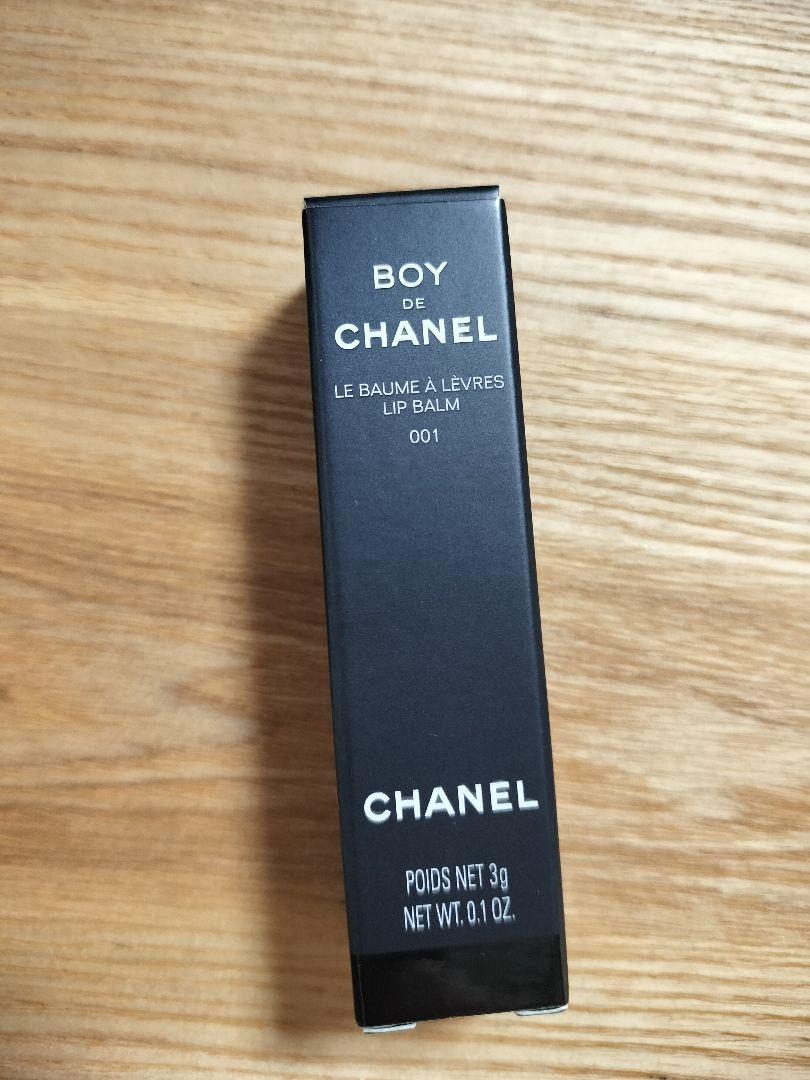 BOY
DE
CHANEL
LE BAUME À LÈVRES
LIP BALM
001
CHANEL
POIDS NET 3g
NET WT. 0.1 OZ.